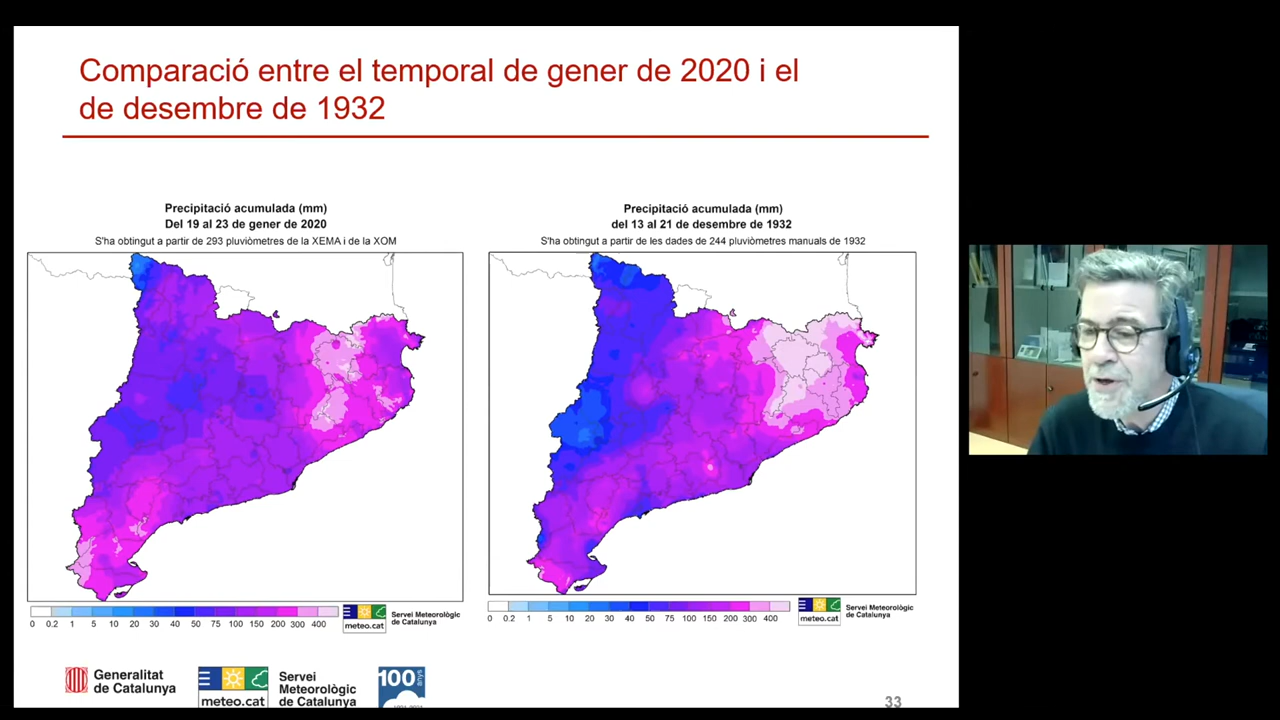 Comparació entre el temporal de gener de 2020 i el
de desembre de 1932
Precipitació acumulada (mm)
Del 19 al 23 de gener de 2020
S'ha obtingut a partir de 293 pluviòmetres de la XEMA i de la XOM
0 0.2 1 5 10 20 30 40 50 75 100 150 200 300 400
meteo.cat
Servei Meteorològic
de Catalunya
Precipitació acumulada (mm)
del 13 al 21 de desembre de 1932
S'ha obtingut a partir de les dades de 244 pluviòmetres manuals de 1932
0 0.2 1 5 10 20 30 40 50 75 100 150 200 300 400
meteo.cat
Servei Meteorològic
de Catalunya
Generalitat
de Catalunya
meteo.cat
Servei
Meteorològic
de Catalunya
100 anys
33